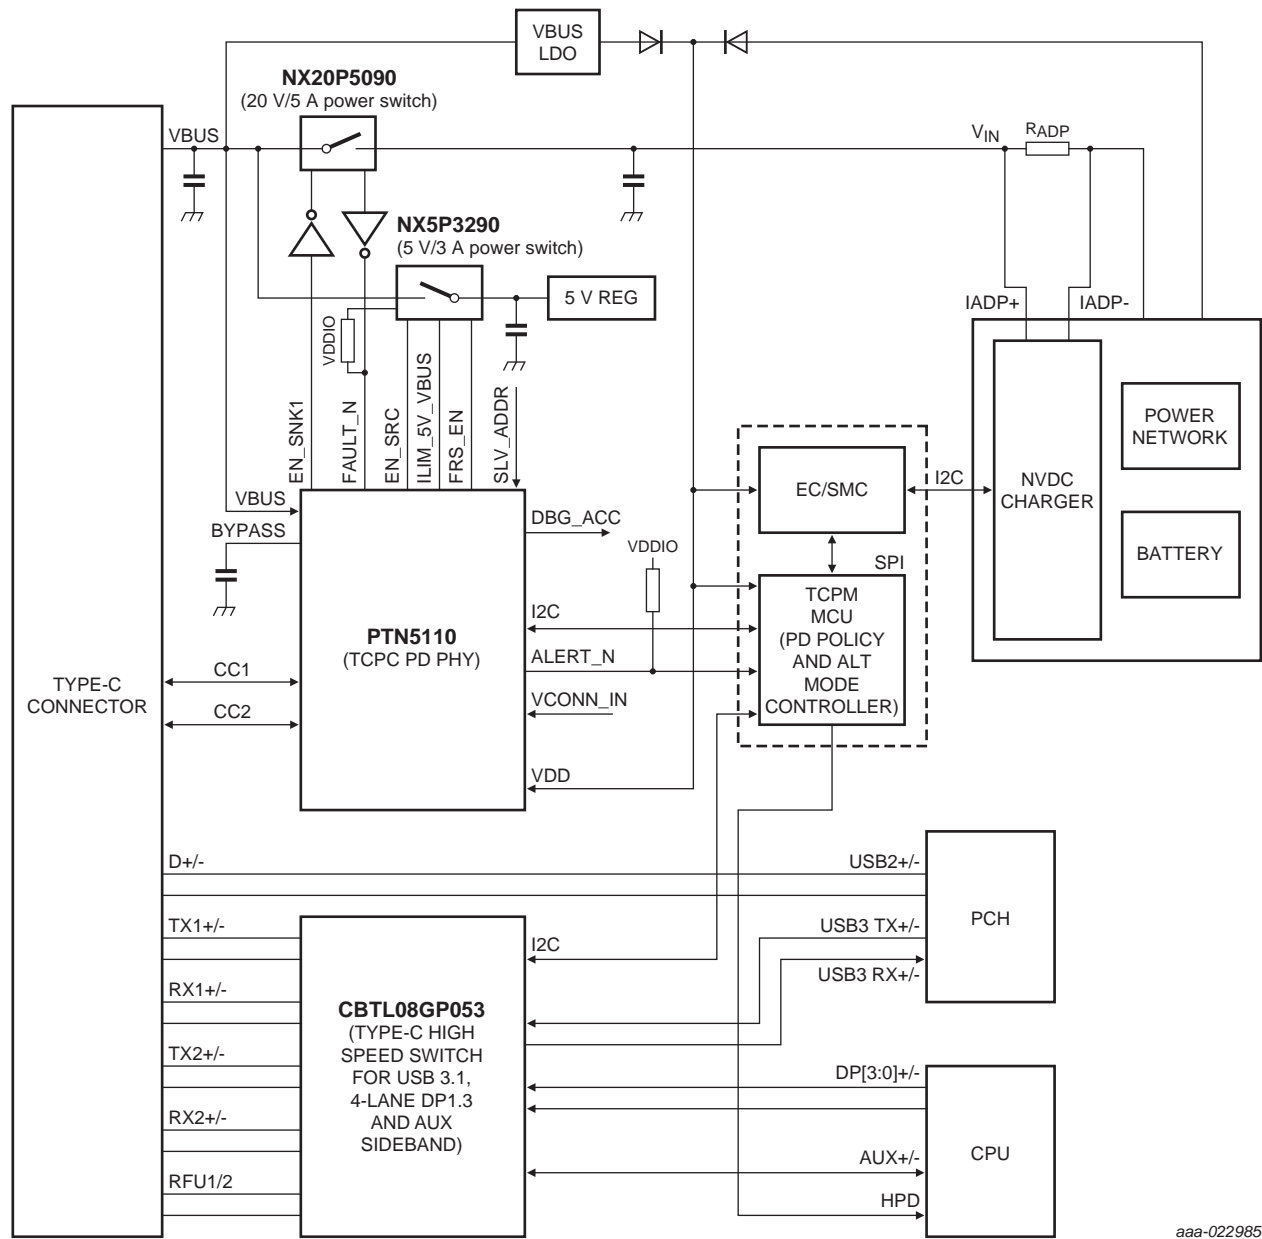 VBUS
LDO
NX20P5090
(20 V/5 A power switch)
VBUS
VIN
RADP
NX5P3290
(5 V/3 A power switch)
5 V REG
IADP+
IADP-
VDDIO
EN_SNK1
FAULT_N
EN_SRC
ILIM_5V_VBUS
FRS_EN
SLV_ADDR
POWER
NETWORK
EC/SMC
I2C
NVDC
CHARGER
VBUS
DBG_ACC
BYPASS
VDDIO
BATTERY
SPI
TCPM
MCU
(PD POLICY
AND ALT
MODE
CONTROLLER)
I2C
PTN5110
(TCPC PD PHY)
ALERT_N
CC1
TYPE-C
CONNECTOR
VCONN_IN
CC2
VDD
D+/-
USB2+/-
PCH
TX1+/-
USB3 TX+/-
I2C
USB3 RX+/-
RX1+/-
CBTL08GP053
(TYPE-C HIGH
SPEED SWITCH
FOR USB 3.1,
4-LANE DP1.3
AND AUX
SIDEBAND)
TX2+/-
DP[3:0]+/-
RX2+/-
CPU
AUX+/-
RFU1/2
HPD
aaa-022985